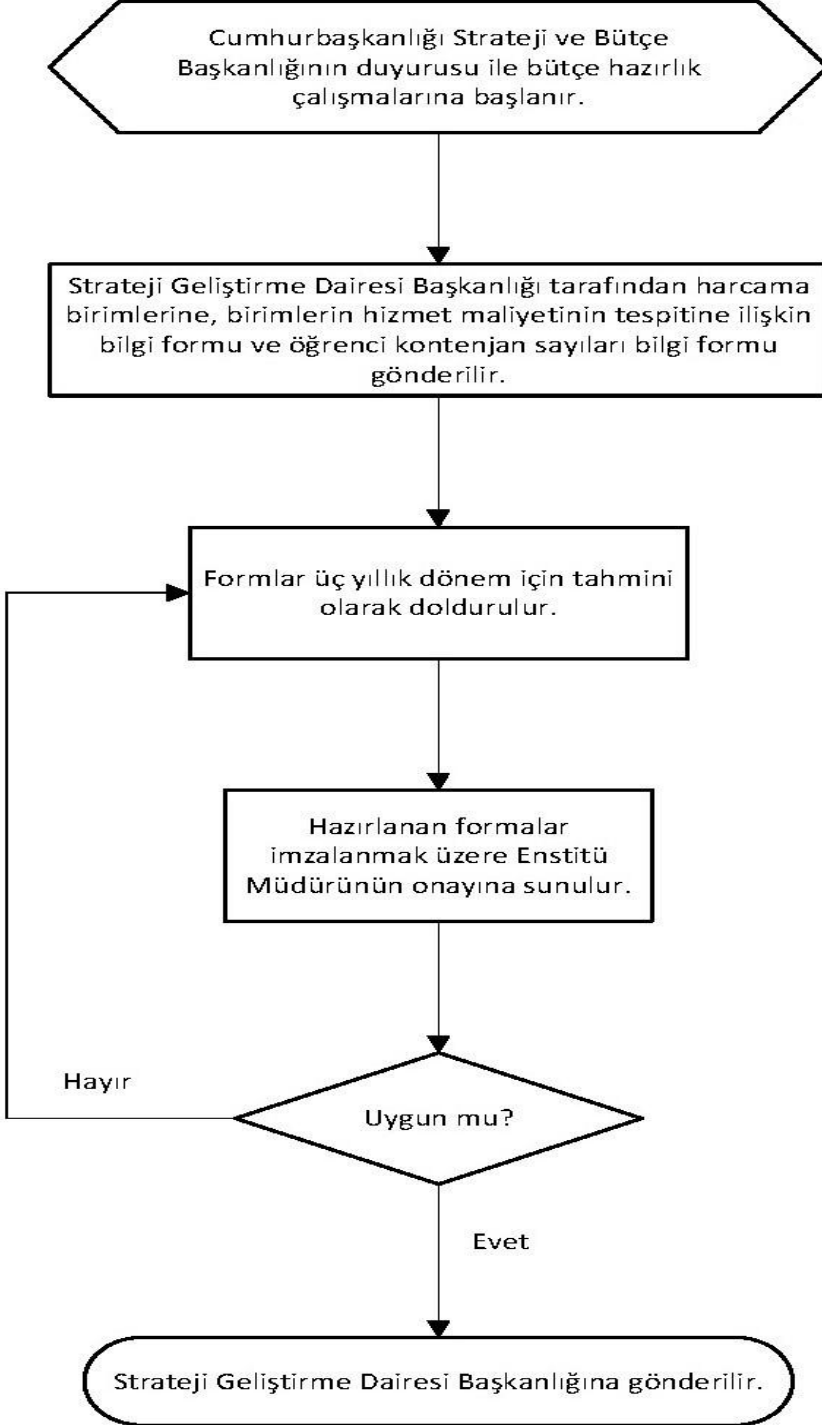 Cumhurbaşkanlığı Strateji ve Bütçe
Başkanlığının duyurusu ile bütçe hazırlık
çalışmalarına başlanır.
Strateji Geliştirme Dairesi Başkanlığı tarafından harcama
birimlerine, birimlerin hizmet maliyetinin tespitine ilişkin
bilgi formu ve öğrenci kontenjan sayıları bilgi formu
gönderilir.
Formlar üç yıllık dönem için tahmini
olarak doldurulur.
Hazırlanan formalar
imzalanmak üzere Enstitü
Müdürünün onayına sunulur.
Uygun mu?
Hayır
Evet
Strateji Geliştirme Dairesi Başkanlığına gönderilir.